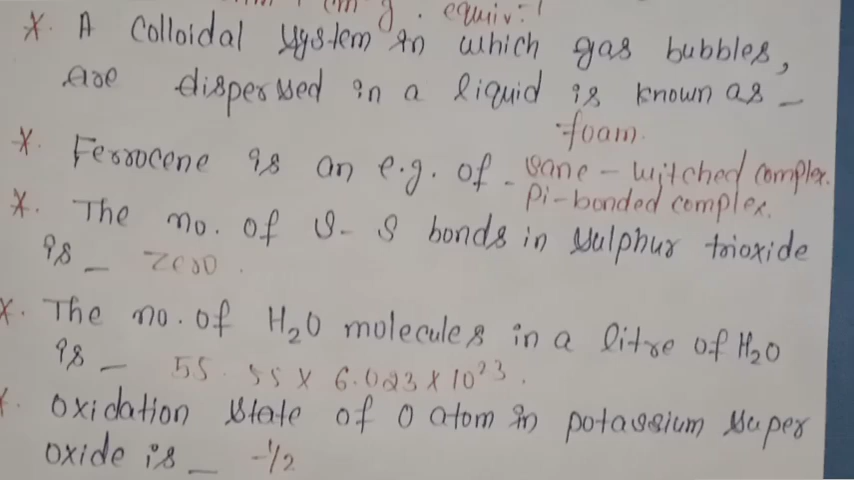 equiv⁻¹
* A Colloidal system in which gas bubbles,
are dispersed in a liquid is known as –
foam.
* Ferrocene is an e.g. of – sane – witched complex.
Pi-bonded complex.
* The no. of S-S bonds in sulphur trioxide
is – zero.
* The no. of H₂O molecules in a litre of H₂O
is – 55.55 × 6.023 × 10²³.
* Oxidation state of O atom in potassium super
oxide is – -1/2